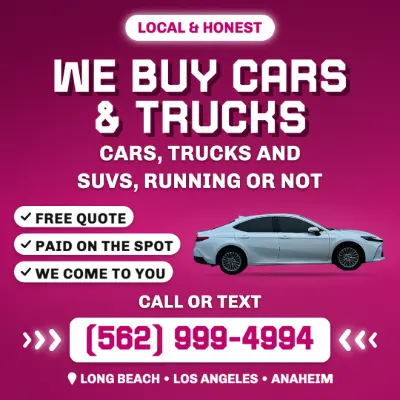 LOCAL & HONEST
WE BUY CARS
& TRUCKS
CARS, TRUCKS AND
SUVS, RUNNING OR NOT
FREE QUOTE
PAID ON THE SPOT
WE COME TO YOU
CALL OR TEXT
(562) 999-4994
LONG BEACH • LOS ANGELES • ANAHEIM